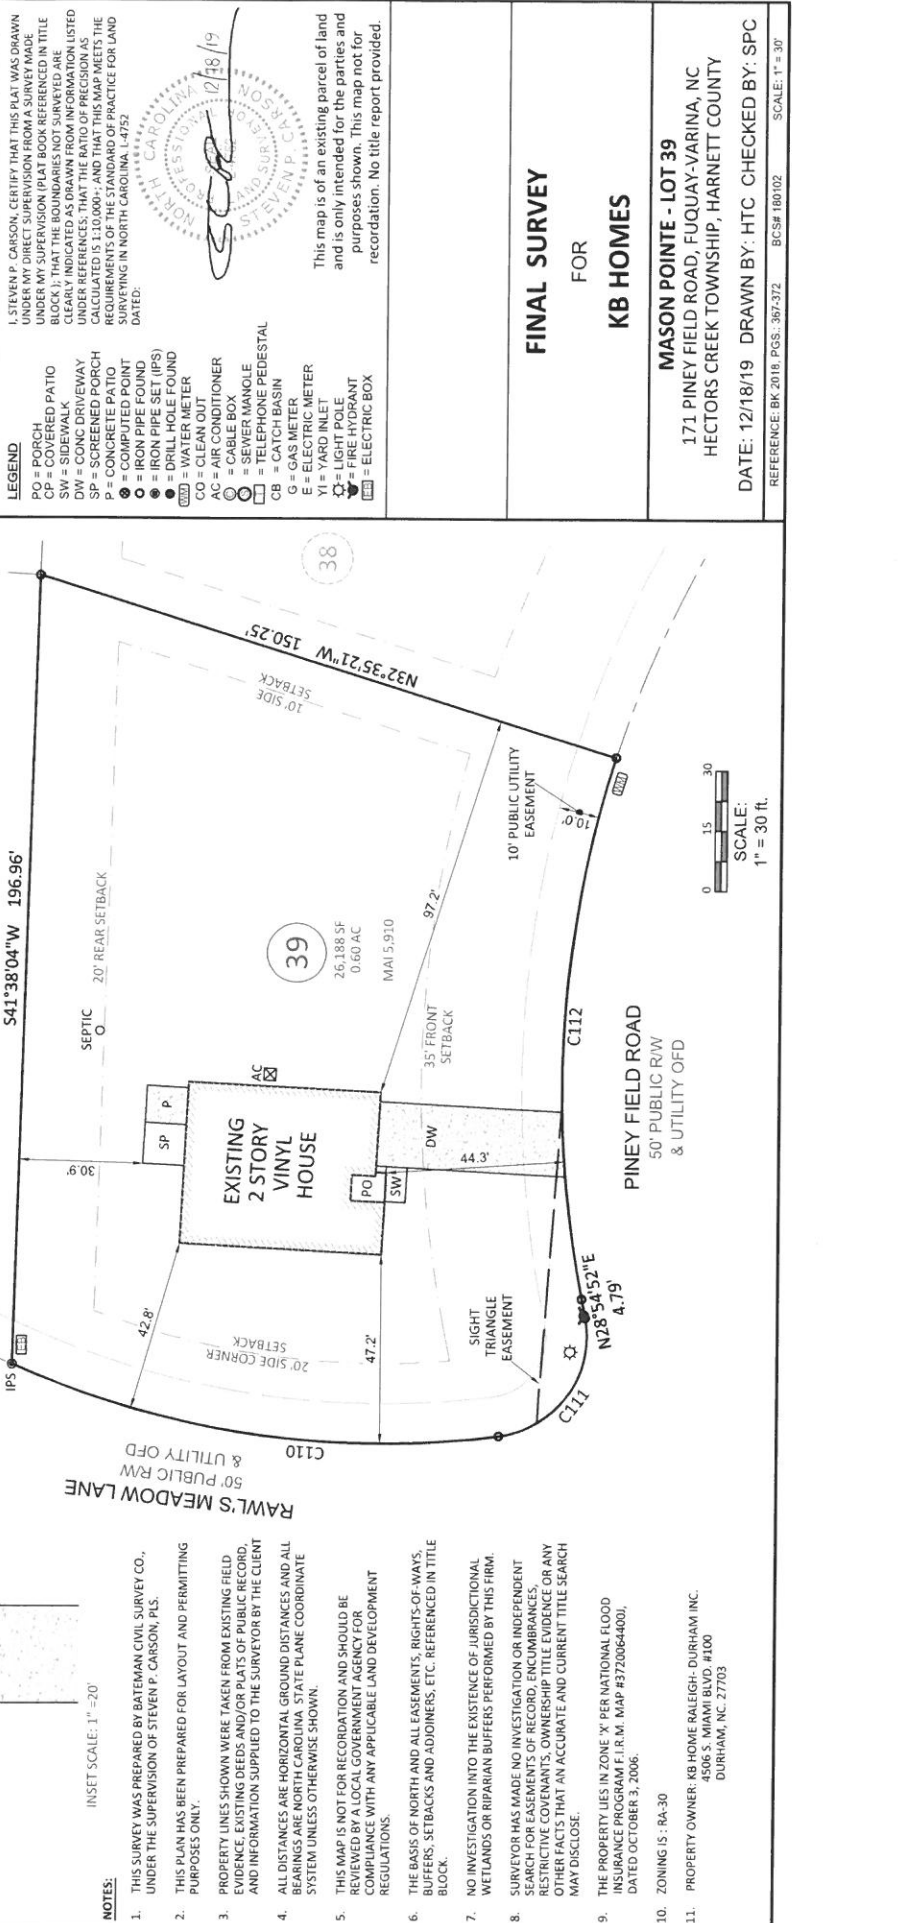 LEGEND
PO = PORCH
CP = COVERED PATIO
SW = SIDEWALK
DW = CONC DRIVEWAY
SP = SCREENED PORCH
P = CONCRETE PATIO
= COMPUTED POINT
= IRON PIPE FOUND
= IRON PIPE SET (IPS)
= DRILL HOLE FOUND
WM = WATER METER
CO = CLEAN OUT
AC = AIR CONDITIONER
C = CABLE BOX
S = SEWER MANOLE
T = TELEPHONE PEDESTAL
CB = CATCH BASIN
G = GAS METER
E = ELECTRIC METER
YI = YARD INLET
= LIGHT POLE
= FIRE HYDRANT
EB = ELECTRIC BOX
I, STEVEN P. CARSON, CERTIFY THAT THIS PLAT WAS DRAWN
UNDER MY DIRECT SUPERVISION FROM A SURVEY MADE
UNDER MY SUPERVISION (PLAT BOOK REFERENCED IN TITLE
BLOCK ); THAT THE BOUNDARIES NOT SURVEYED ARE
CLEARLY INDICATED AS DRAWN FROM INFORMATION LISTED
UNDER REFERENCES; THAT THE RATIO OF PRECISION AS
CALCULATED IS 1:10,000+; AND THAT THIS MAP MEETS THE
REQUIREMENTS OF THE STANDARD OF PRACTICE FOR LAND
SURVEYING IN NORTH CAROLINA. L-4752
DATED:
12/18/19
NORTH CAROLINA
PROFESSIONAL
LAND SURVEYOR
STEVEN P. CARSON
This map is of an existing parcel of land
and is only intended for the parties and
purposes shown. This map not for
recordation. No title report provided.
FINAL SURVEY
FOR
KB HOMES
MASON POINTE - LOT 39
171 PINEY FIELD ROAD, FUQUAY-VARINA, NC
HECTORS CREEK TOWNSHIP, HARNETT COUNTY
DATE: 12/18/19 DRAWN BY: HTC CHECKED BY: SPC
REFERENCE: BK 2018, PGS.: 367-372 BCS# 180102 SCALE: 1" = 30'
S41°38'04"W 196.96'
N32°35'21"W 150.25'
38
10' SIDE
SETBACK
20' REAR SETBACK
SEPTIC
39
26,188 SF
0.60 AC
MAI 5,910
97.2'
10' PUBLIC UTILITY
EASEMENT
10.0'
WM
35' FRONT
SETBACK
AC
SP
P
30.9'
EXISTING
2 STORY
VINYL
HOUSE
PO
SW
DW
44.3'
42.8'
47.2'
20' SIDE CORNER
SETBACK
SIGHT
TRIANGLE
EASEMENT
IPS
EB
C110
C111
C112
N28°54'52"E
4.79'
RAWL'S MEADOW LANE
50' PUBLIC R/W
& UTILITY OFD
PINEY FIELD ROAD
50' PUBLIC R/W
& UTILITY OFD
0 15 30
SCALE:
1" = 30 ft.
INSET SCALE: 1" =20'
NOTES:
1. THIS SURVEY WAS PREPARED BY BATEMAN CIVIL SURVEY CO.,
UNDER THE SUPERVISION OF STEVEN P. CARSON, PLS.
2. THIS PLAN HAS BEEN PREPARED FOR LAYOUT AND PERMITTING
PURPOSES ONLY.
3. PROPERTY LINES SHOWN WERE TAKEN FROM EXISTING FIELD
EVIDENCE, EXISTING DEEDS AND/OR PLATS OF PUBLIC RECORD,
AND INFORMATION SUPPLIED TO THE SURVEYOR BY THE CLIENT
4. ALL DISTANCES ARE HORIZONTAL GROUND DISTANCES AND ALL
BEARINGS ARE NORTH CAROLINA STATE PLANE COORDINATE
SYSTEM UNLESS OTHERWISE SHOWN.
5. THIS MAP IS NOT FOR RECORDATION AND SHOULD BE
REVIEWED BY A LOCAL GOVERNMENT AGENCY FOR
COMPLIANCE WITH ANY APPLICABLE LAND DEVELOPMENT
REGULATIONS.
6. THE BASIS OF NORTH AND ALL EASEMENTS, RIGHTS-OF-WAYS,
BUFFERS, SETBACKS AND ADJOINERS, ETC. REFERENCED IN TITLE
BLOCK.
7. NO INVESTIGATION INTO THE EXISTENCE OF JURISDICTIONAL
WETLANDS OR RIPARIAN BUFFERS PERFORMED BY THIS FIRM.
8. SURVEYOR HAS MADE NO INVESTIGATION OR INDEPENDENT
SEARCH FOR EASEMENTS OF RECORD, ENCUMBRANCES,
RESTRICTIVE COVENANTS, OWNERSHIP TITLE EVIDENCE OR ANY
OTHER FACTS THAT AN ACCURATE AND CURRENT TITLE SEARCH
MAY DISCLOSE.
9. THE PROPERTY LIES IN ZONE 'X' PER NATIONAL FLOOD
INSURANCE PROGRAM F.I.R.M. MAP #3720064400J,
DATED OCTOBER 3, 2006.
10. ZONING IS : RA-30
11. PROPERTY OWNER: KB HOME RALEIGH- DURHAM INC.
4506 S. MIAMI BLVD. #100
DURHAM, NC. 27703